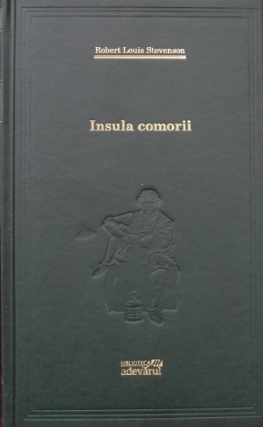 Robert Louis Stevenson
Insula comorii
BIBLIOTECA
adevărul